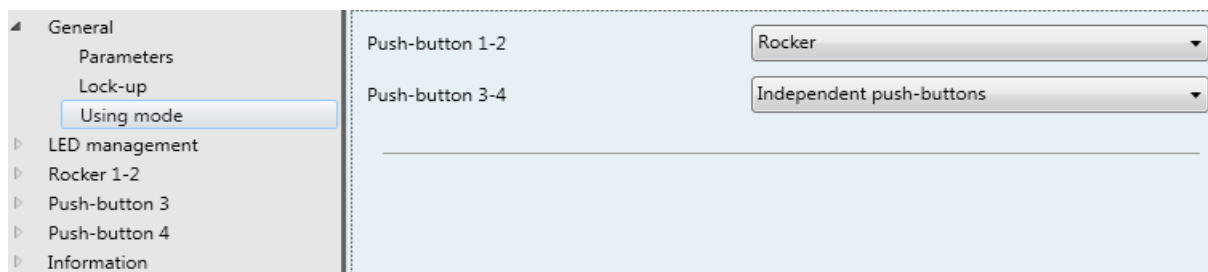 General
Parameters
Lock-up
Using mode
LED management
Rocker 1-2
Push-button 3
Push-button 4
Information
Push-button 1-2 Rocker
Push-button 3-4 Independent push-buttons